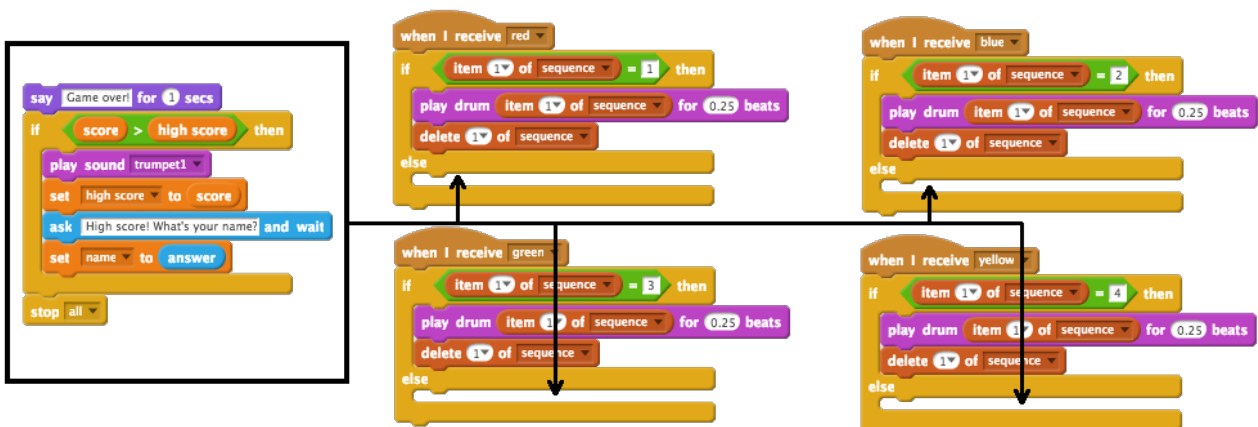 say Game over! for 1 secs
if score > high score then
play sound trumpet1
set high score to score
ask High score! What's your name? and wait
set name to answer
stop all
when I receive red
if item 1 of sequence = 1 then
play drum item 1 of sequence for 0.25 beats
delete 1 of sequence
else
when I receive blue
if item 1 of sequence = 2 then
play drum item 1 of sequence for 0.25 beats
delete 1 of sequence
else
when I receive green
if item 1 of sequence = 3 then
play drum item 1 of sequence for 0.25 beats
delete 1 of sequence
else
when I receive yellow
if item 1 of sequence = 4 then
play drum item 1 of sequence for 0.25 beats
delete 1 of sequence
else